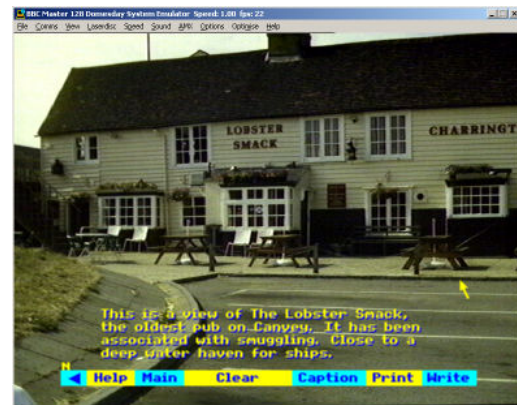 BBC Master 128 Domesday System Emulator Speed: 1.00 fps: 22
File Comms View Laserdisc Speed Sound AMX Options Optimise Help
LOBSTER
SMACK
CHARRINGT
This is a view of The Lobster Smack,
the oldest pub on Canvey. It has been
associated with smuggling. Close to a
deep water haven for ships.
N
Help Main Clear Caption Print Write